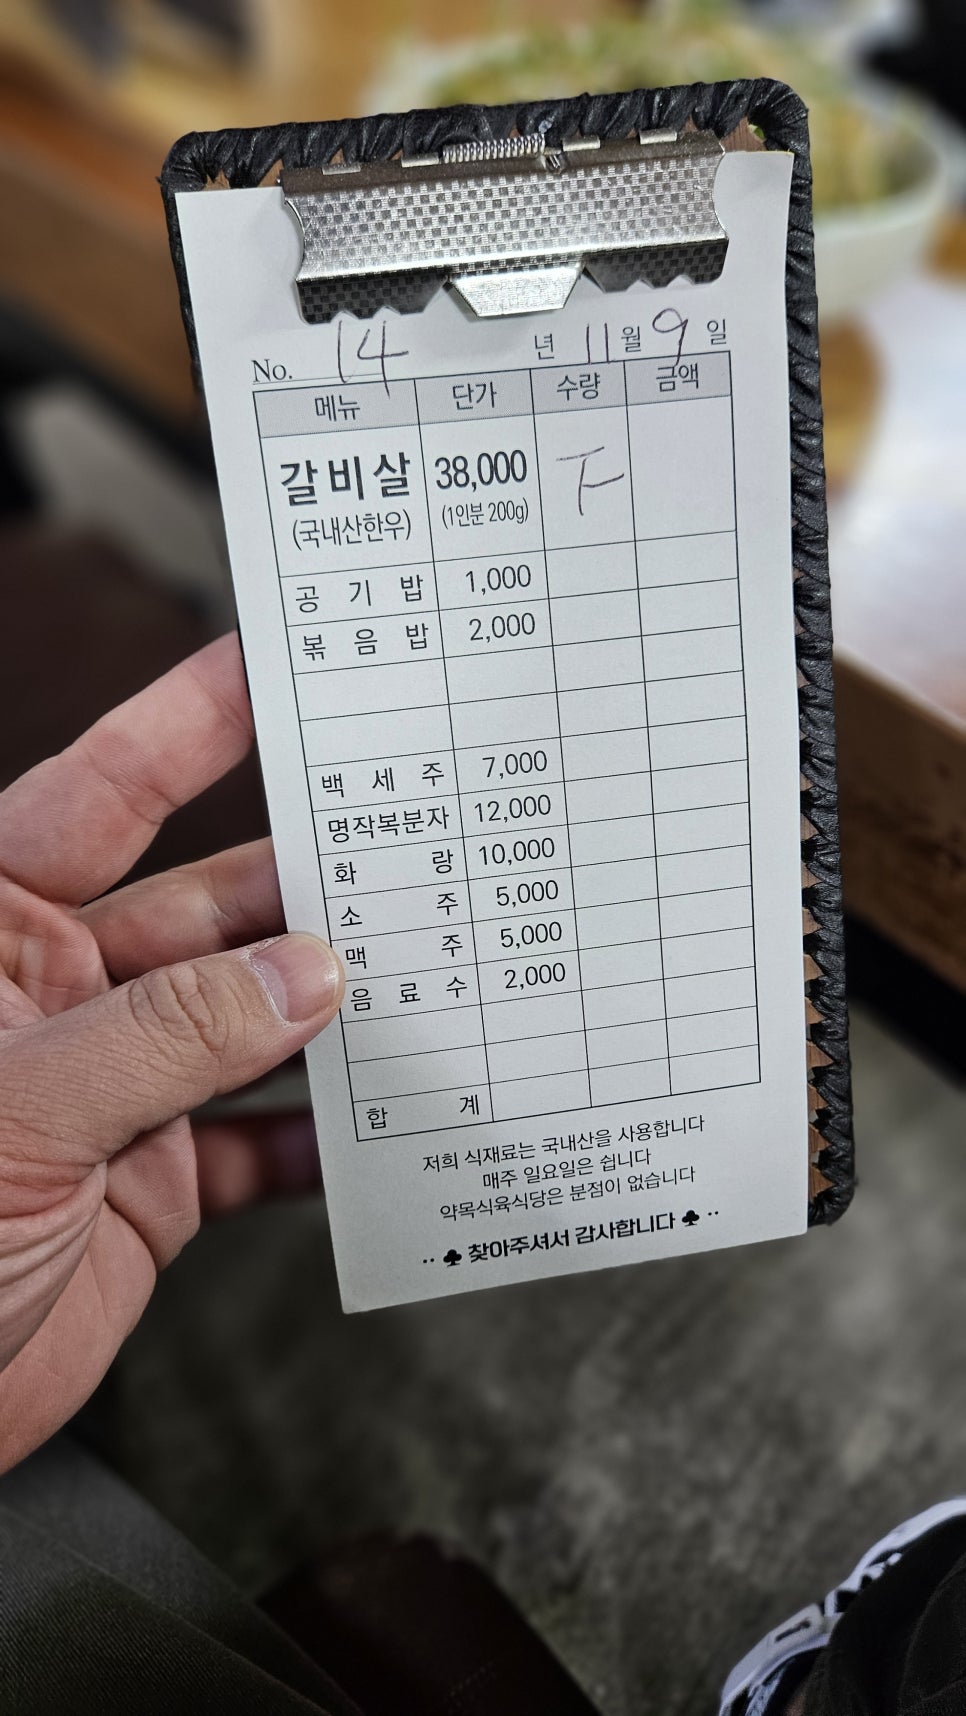 No. 14 년 11월 9일
메뉴 단가 수량 금액
갈비살 38,000
(국내산한우) (1인분 200g)
공기밥 1,000
볶음밥 2,000
백세주 7,000
명작복분자 12,000
화랑 10,000
소주 5,000
맥주 5,000
음료수 2,000
합계
저희 식재료는 국내산을 사용합니다
매주 일요일은 쉽니다
약목식육식당은 분점이 없습니다
··♣ 찾아주셔서 감사합니다 ♣··